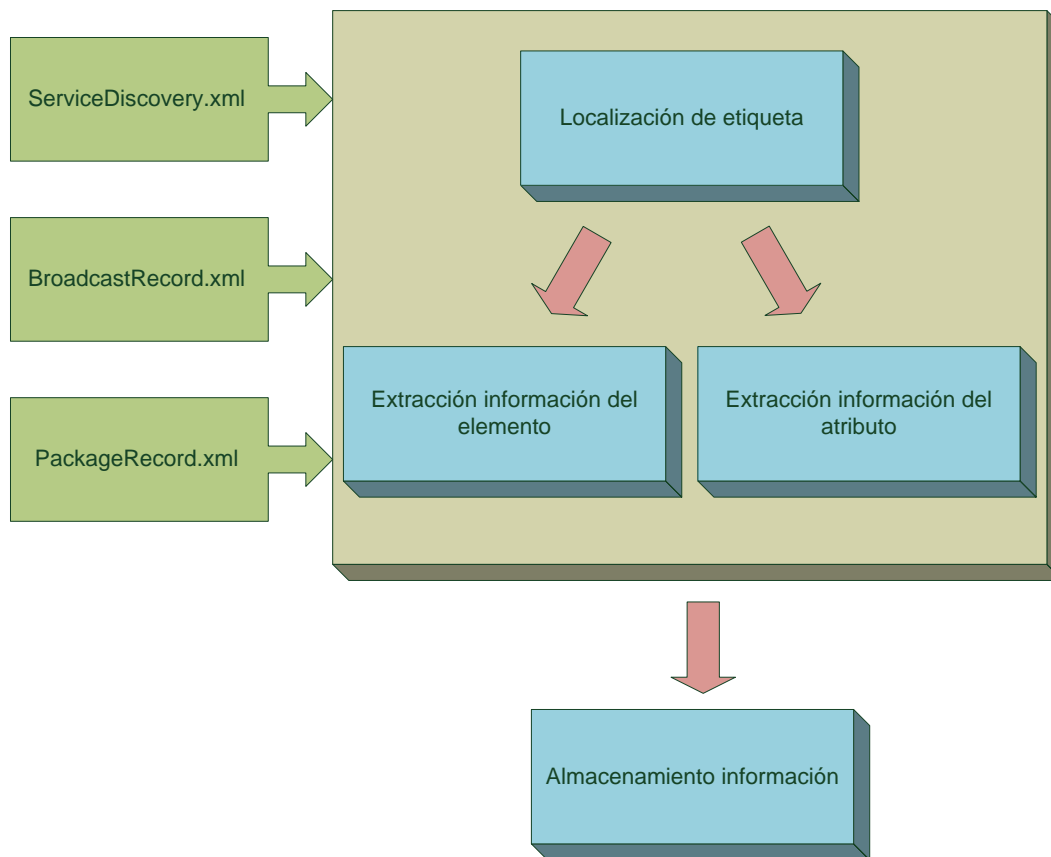 ServiceDiscovery.xml
BroadcastRecord.xml
PackageRecord.xml
Localización de etiqueta
Extracción información del
elemento
Extracción información del
atributo
Almacenamiento información